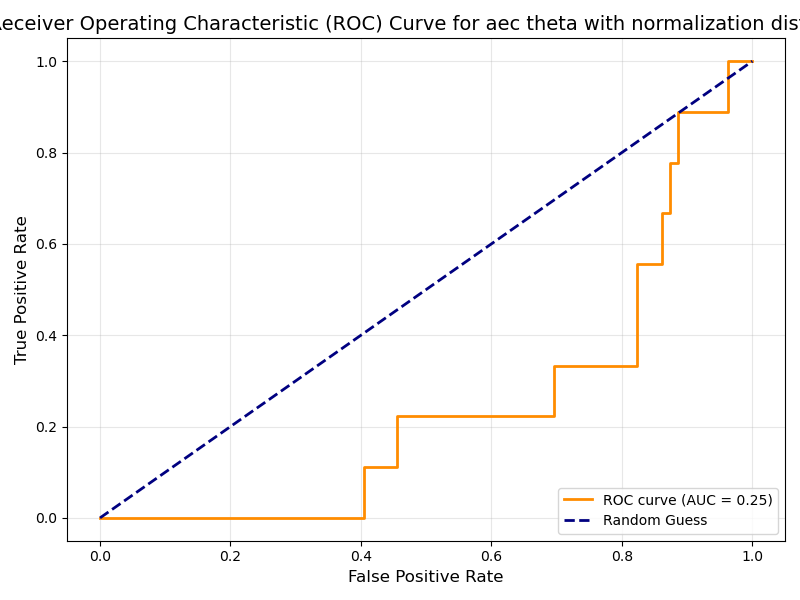 eceiver Operating Characteristic (ROC) Curve for aec theta with normalization dis
1.0
0.8
0.6
0.4
0.2
0.0
True Positive Rate
0.0 0.2 0.4 0.6 0.8 1.0
False Positive Rate
ROC curve (AUC = 0.25)
Random Guess